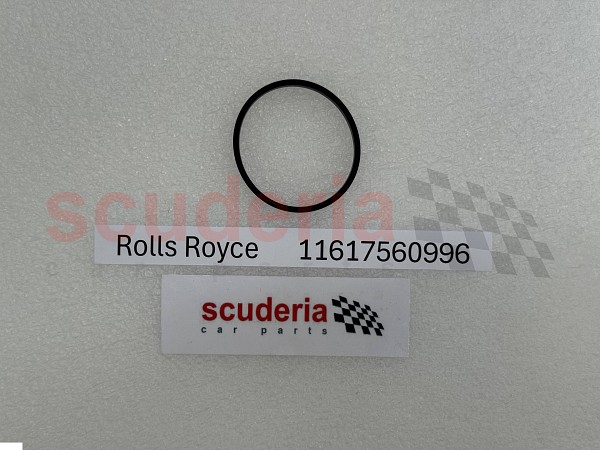 scuderia
Rolls Royce 11617560996
scuderia
car parts